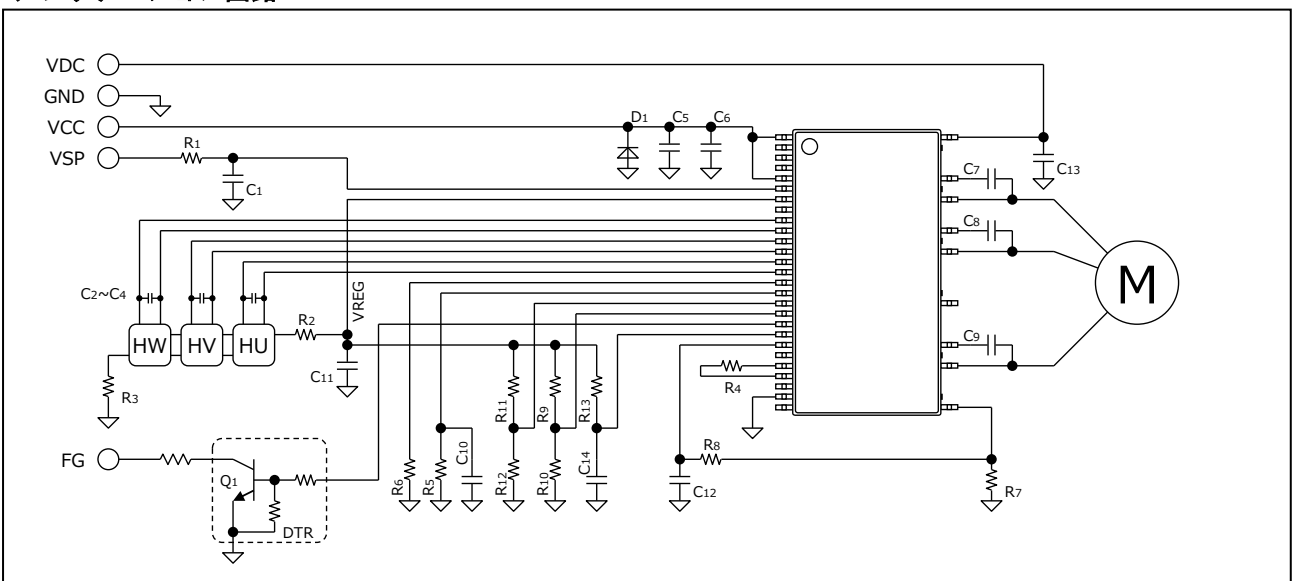 VDC
GND
VCC
D1 C5 C6
VSP
R1
C1
C7
C13
C8
M
C2~C4
VREG
R2
HW HV HU
C9
C11
R4
R3
R11 R9 R13
FG
R8
C10 C14
Q1
R6 R5 R12 R10
C12
R7
DTR